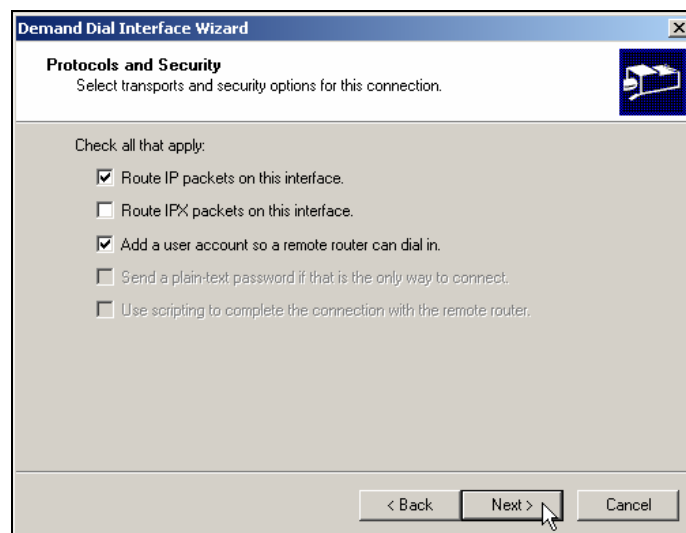 Demand Dial Interface Wizard
Protocols and Security
Select transports and security options for this connection.
Check all that apply:
Route IP packets on this interface.
Route IPX packets on this interface.
Add a user account so a remote router can dial in.
Send a plain-text password if that is the only way to connect.
Use scripting to complete the connection with the remote router.
< Back Next > Cancel